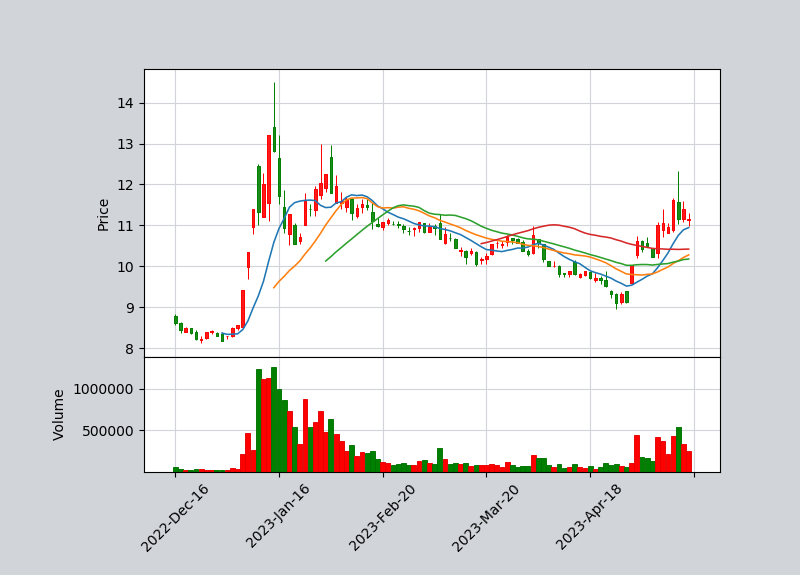 Price
14
13
12
11
10
9
8
Volume
1000000
500000
2022-Dec-16
2023-Jan-16
2023-Feb-20
2023-Mar-20
2023-Apr-18